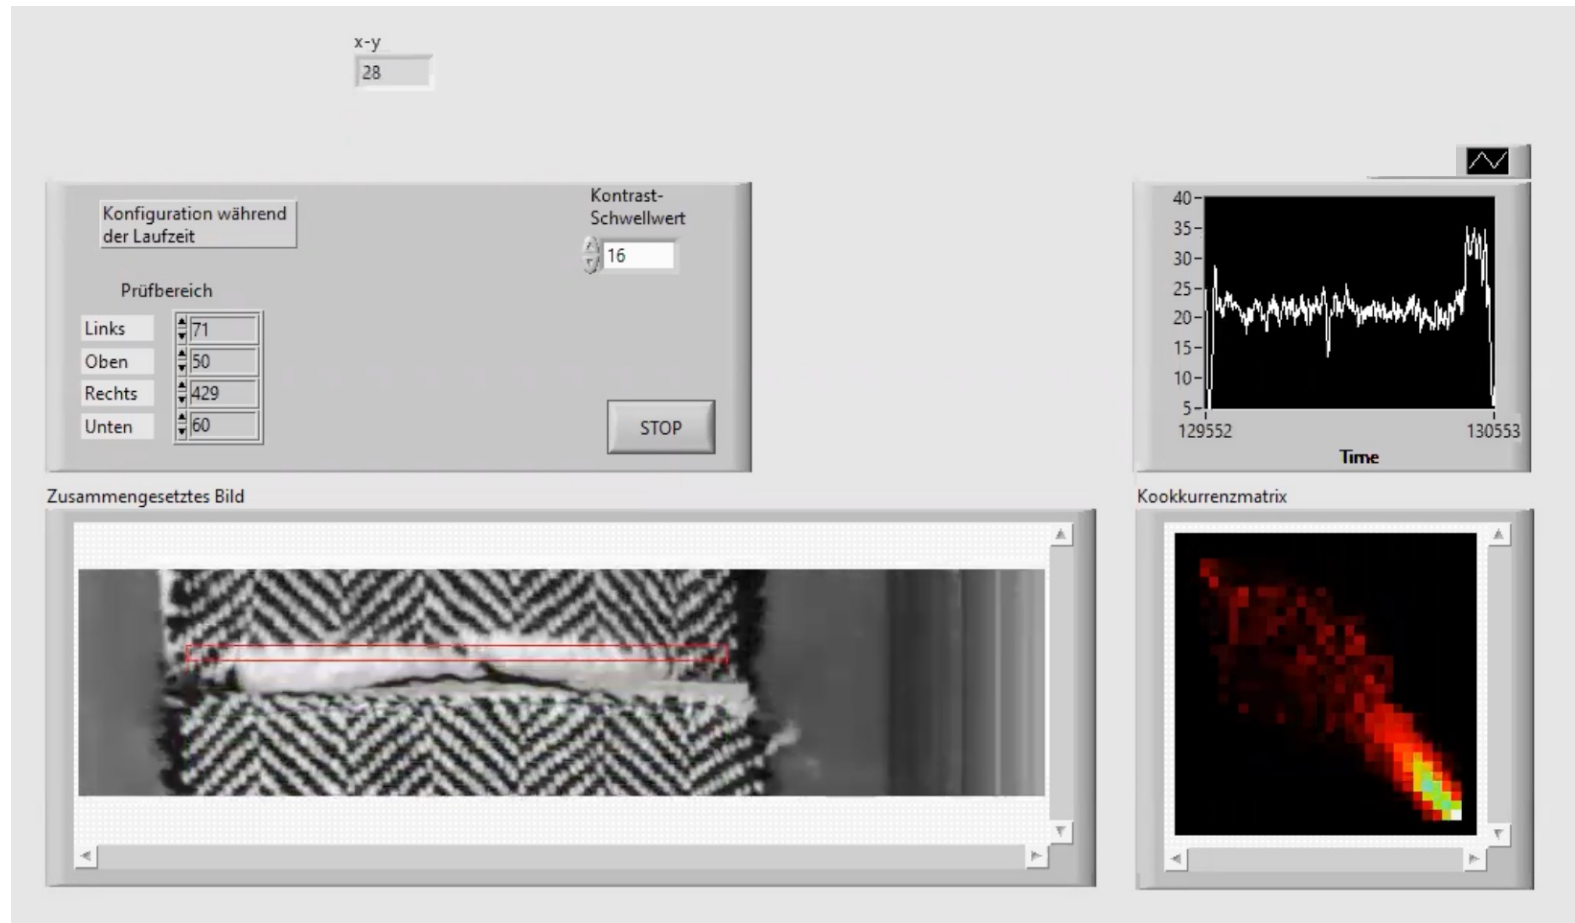 x-y
28
Konfiguration während
der Laufzeit
Kontrast-
Schwellwert
16
Prüfbereich
Links 71
Oben 50
Rechts 429
Unten 60
STOP
40
35
30
25
20
15
10
5
129552 130553
Time
Zusammengesetztes Bild
Kookkurrenzmatrix